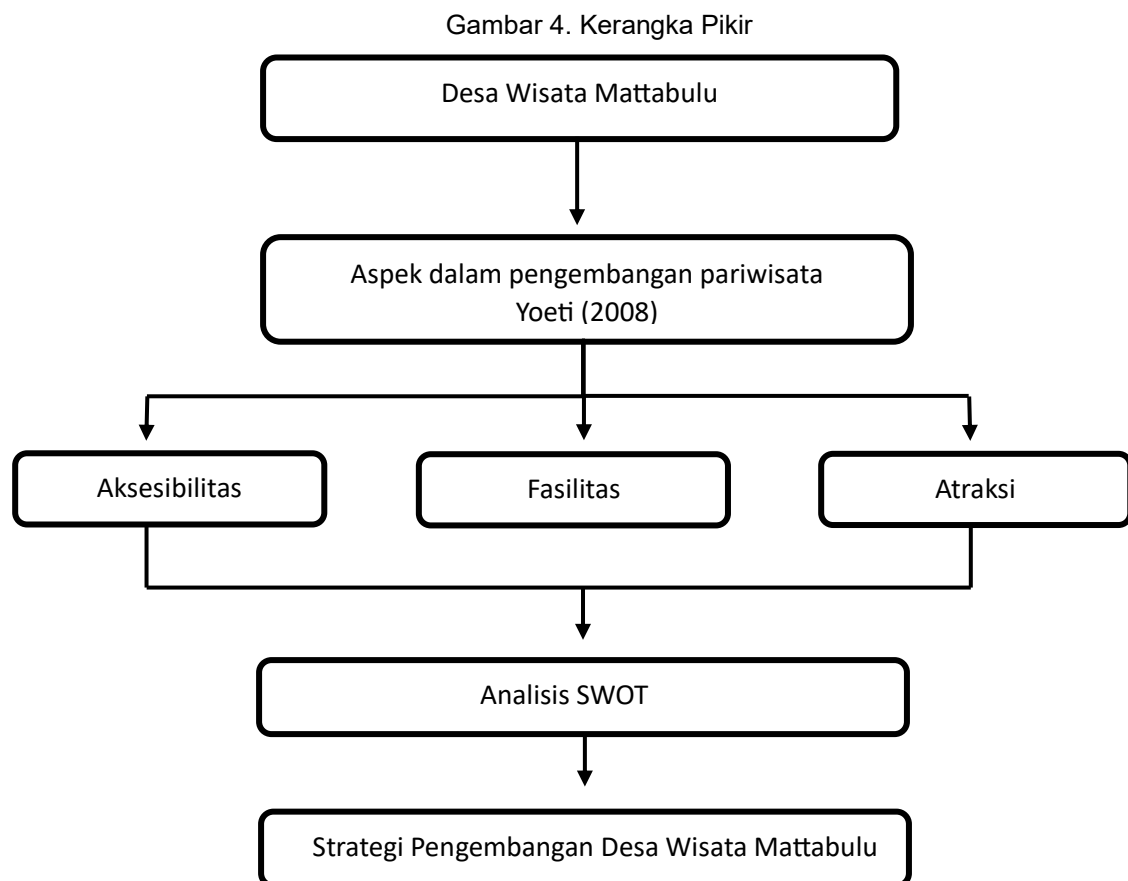 Gambar 4. Kerangka Pikir
Desa Wisata Mattabulu
Aspek dalam pengembangan pariwisata
Yoeti (2008)
Aksesibilitas
Fasilitas
Atraksi
Analisis SWOT
Strategi Pengembangan Desa Wisata Mattabulu